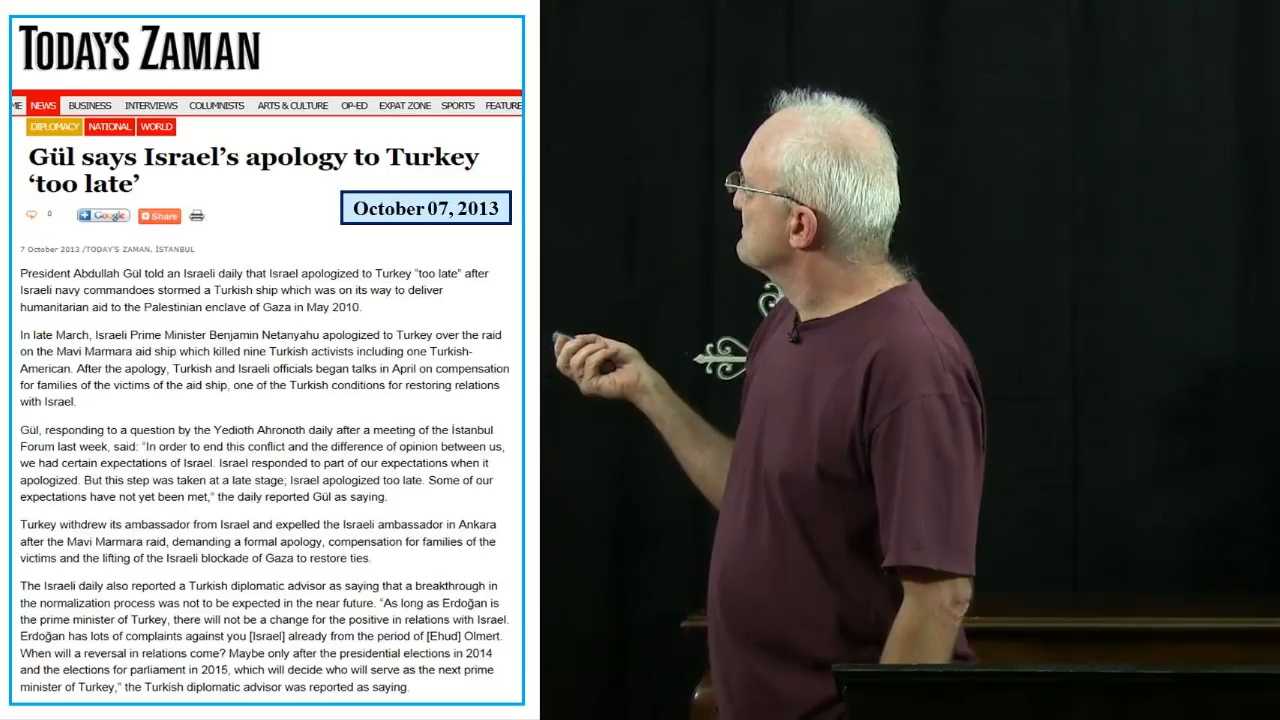 TODAY'S ZAMAN
ME NEWS BUSINESS INTERVIEWS COLUMNISTS ARTS & CULTURE OP-ED EXPAT ZONE SPORTS FEATURE
DIPLOMACY NATIONAL WORLD
Gül says Israel's apology to Turkey
'too late'
October 07, 2013
0 Google Share
7 October 2013 /TODAY'S ZAMAN, İSTANBUL
President Abdullah Gül told an Israeli daily that Israel apologized to Turkey "too late" after
Israeli navy commandoes stormed a Turkish ship which was on its way to deliver
humanitarian aid to the Palestinian enclave of Gaza in May 2010.
In late March, Israeli Prime Minister Benjamin Netanyahu apologized to Turkey over the raid
on the Mavi Marmara aid ship which killed nine Turkish activists including one Turkish-
American. After the apology, Turkish and Israeli officials began talks in April on compensation
for families of the victims of the aid ship, one of the Turkish conditions for restoring relations
with Israel.
Gül, responding to a question by the Yedioth Ahronoth daily after a meeting of the İstanbul
Forum last week, said: "In order to end this conflict and the difference of opinion between us,
we had certain expectations of Israel. Israel responded to part of our expectations when it
apologized. But this step was taken at a late stage; Israel apologized too late. Some of our
expectations have not yet been met," the daily reported Gül as saying.
Turkey withdrew its ambassador from Israel and expelled the Israeli ambassador in Ankara
after the Mavi Marmara raid, demanding a formal apology, compensation for families of the
victims and the lifting of the Israeli blockade of Gaza to restore ties.
The Israeli daily also reported a Turkish diplomatic advisor as saying that a breakthrough in
the normalization process was not to be expected in the near future. "As long as Erdoğan is
the prime minister of Turkey, there will not be a change for the positive in relations with Israel.
Erdoğan has lots of complaints against you [Israel] already from the period of [Ehud] Olmert.
When will a reversal in relations come? Maybe only after the presidential elections in 2014
and the elections for parliament in 2015, which will decide who will serve as the next prime
minister of Turkey," the Turkish diplomatic advisor was reported as saying.